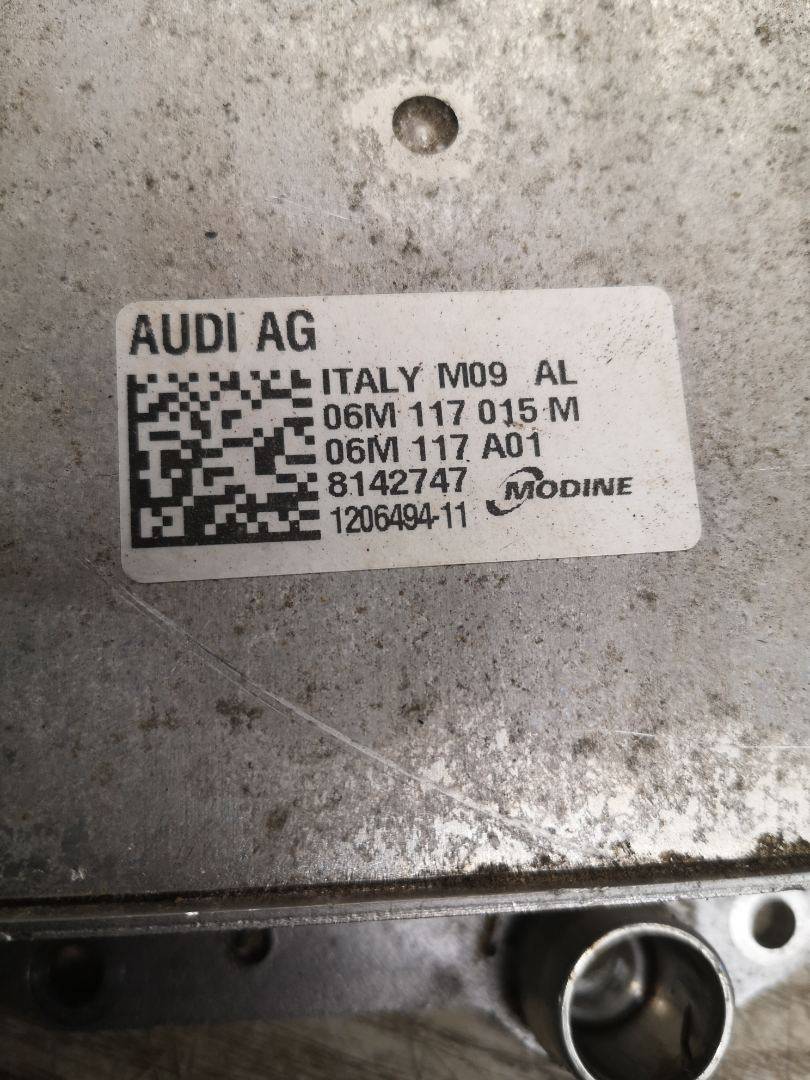 AUDI AG
ITALY M09 AL
06M 117 015 M
06M 117 A01
8142747 MODINE
1206494-11